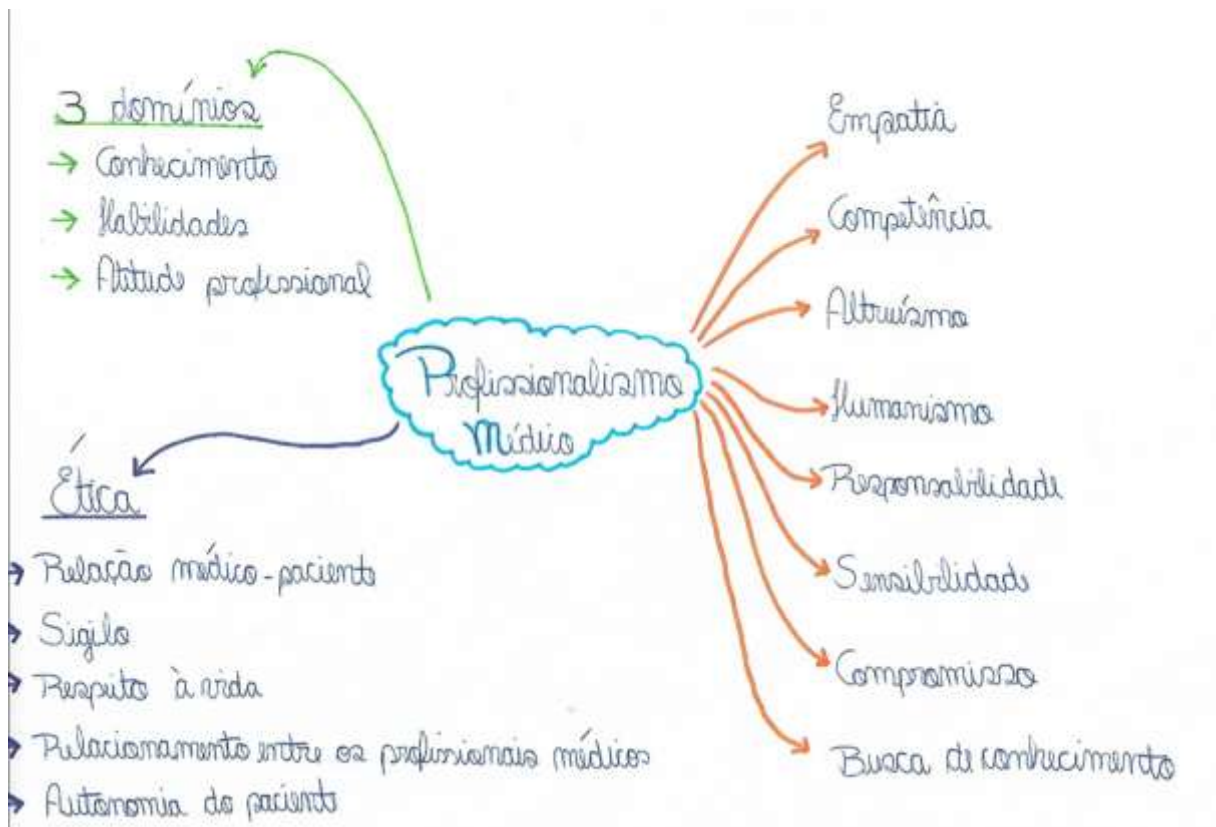 3 domínios
→ Conhecimento
→ Habilidades
→ Atitude profissional
Profissionalismo
Médico
Ética
→ Relação médico-paciente
→ Sigilo
→ Respeito à vida
→ Relacionamento entre os profissionais médicos
→ Autonomia do paciente
Empatia
Competência
Altruísmo
Humanismo
Responsabilidade
Sensibilidade
Compromisso
Busca de conhecimento